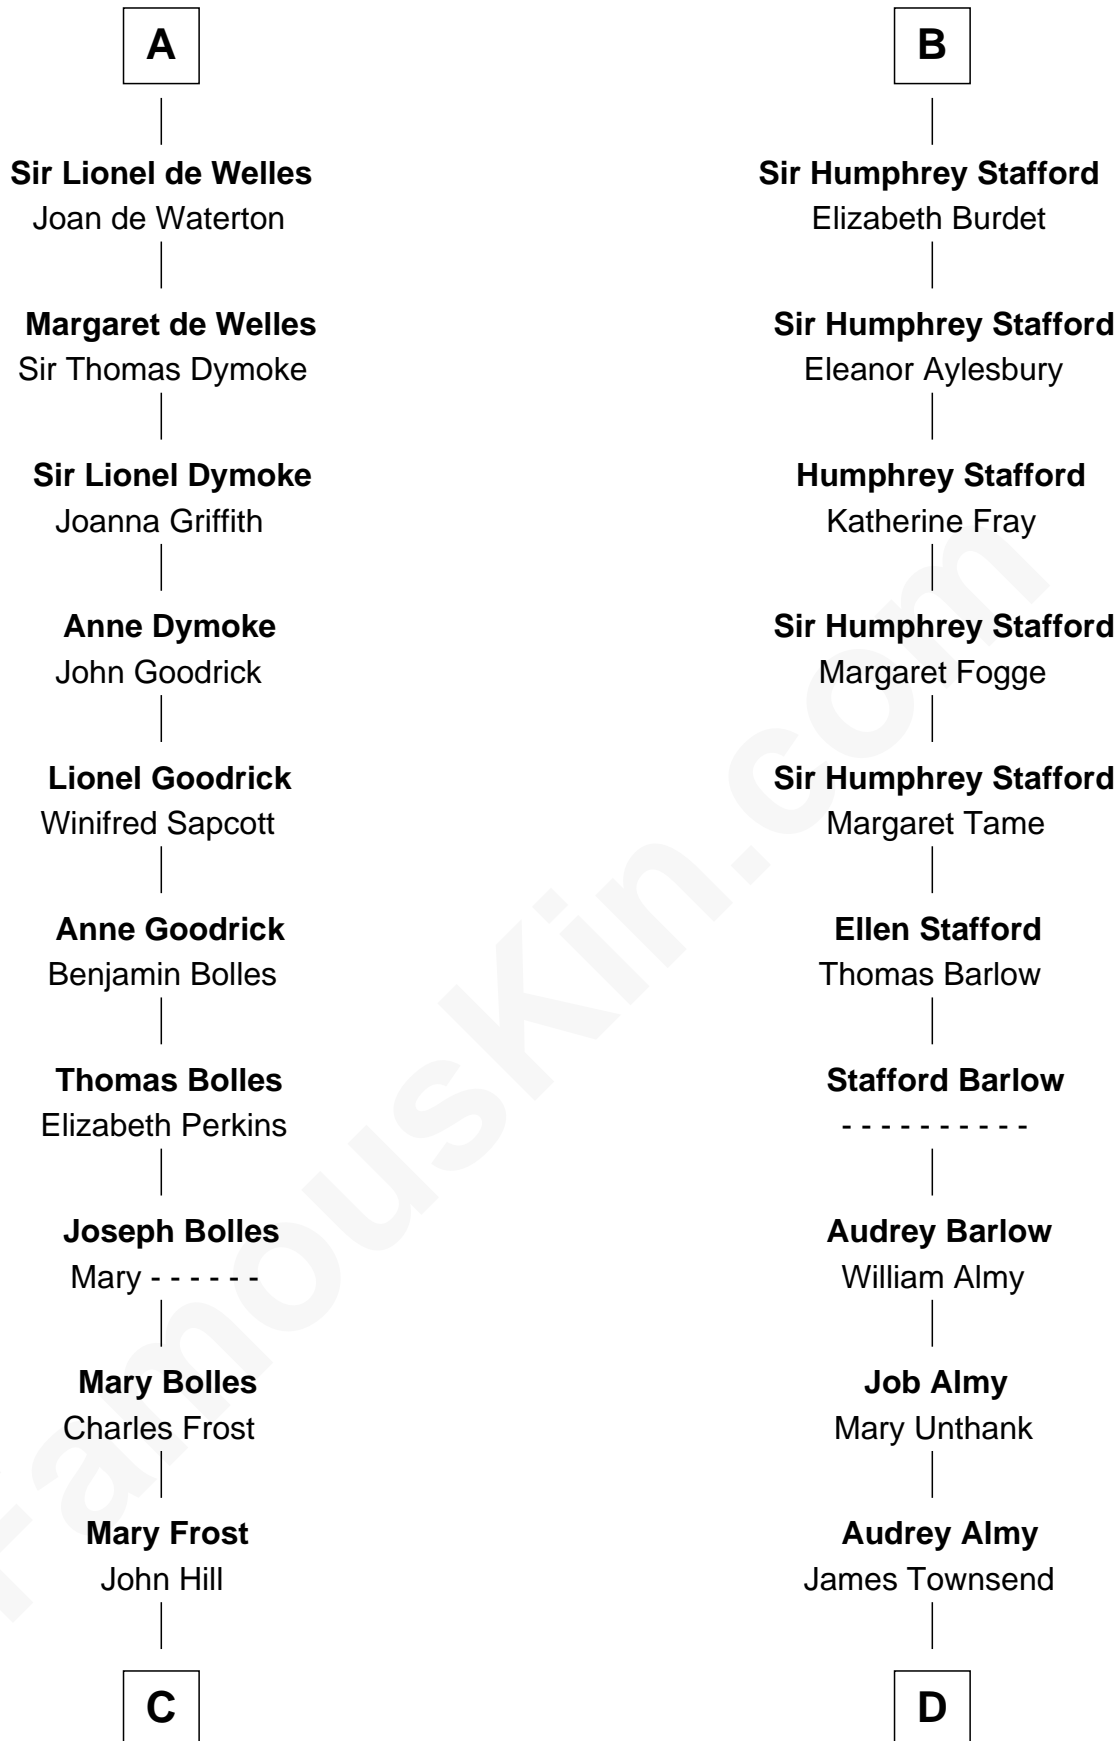 A
Sir Lionel de Welles
Joan de Waterton
Margaret de Welles
Sir Thomas Dymoke
Sir Lionel Dymoke
Joanna Griffith
Anne Dymoke
John Goodrick
Lionel Goodrick
Winifred Sapcott
Anne Goodrick
Benjamin Bolles
Thomas Bolles
Elizabeth Perkins
Joseph Bolles
Mary - - - - - -
Mary Bolles
Charles Frost
Mary Frost
John Hill
C
B
Sir Humphrey Stafford
Elizabeth Burdet
Sir Humphrey Stafford
Eleanor Aylesbury
Humphrey Stafford
Katherine Fray
Sir Humphrey Stafford
Margaret Fogge
Sir Humphrey Stafford
Margaret Tame
Ellen Stafford
Thomas Barlow
Stafford Barlow
- - - - - - - - - -
Audrey Barlow
William Almy
Job Almy
Mary Unthank
Audrey Almy
James Townsend
D
FamousKin.com